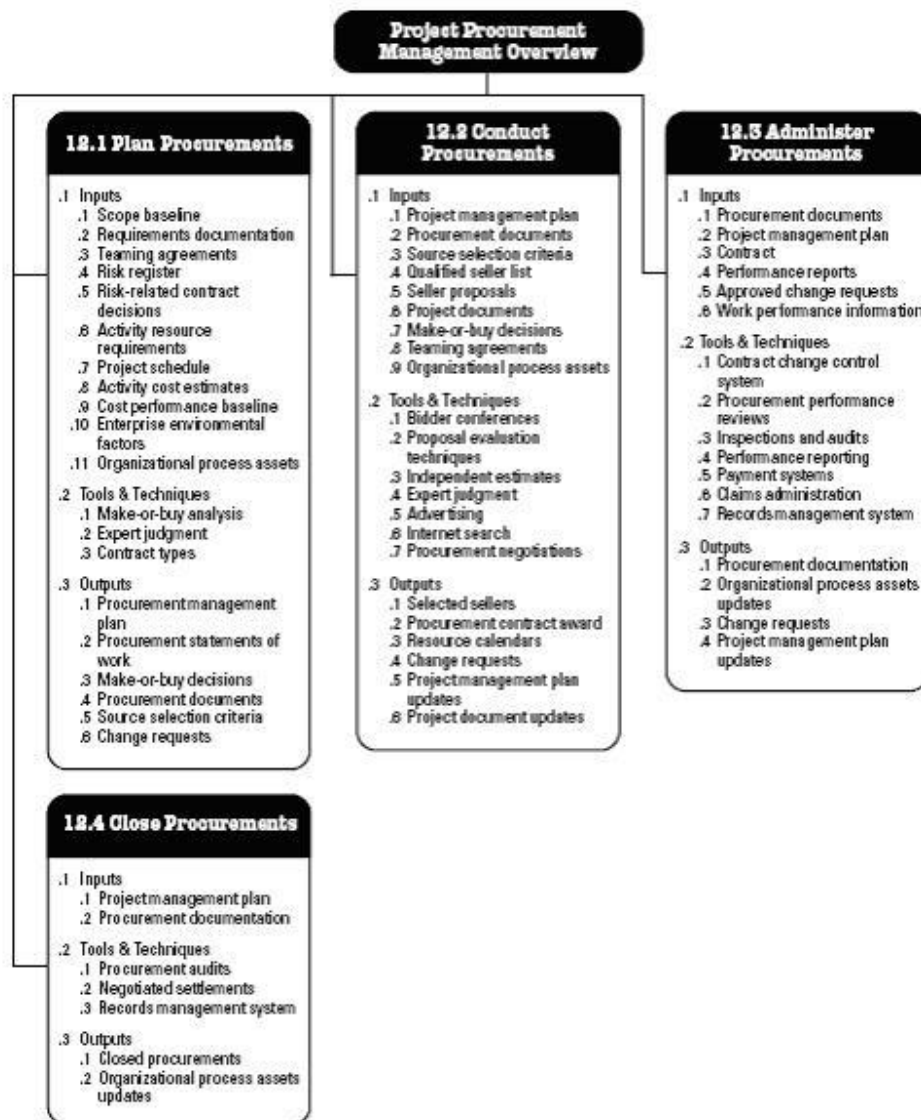 Project Procurement
Management Overview
12.1 Plan Procurements
.1 Inputs
.1 Scope baseline
.2 Requirements documentation
.3 Teaming agreements
.4 Risk register
.5 Risk-related contract
decisions
.6 Activity resource
requirements
.7 Project schedule
.8 Activity cost estimates
.9 Cost performance baseline
.10 Enterprise environmental
factors
.11 Organizational process assets
.2 Tools & Techniques
.1 Make-or-buy analysis
.2 Expert judgment
.3 Contract types
.3 Outputs
.1 Procurement management
plan
.2 Procurement statements of
work
.3 Make-or-buy decisions
.4 Procurement documents
.5 Source selection criteria
.6 Change requests
12.2 Conduct
Procurements
.1 Inputs
.1 Project management plan
.2 Procurement documents
.3 Source selection criteria
.4 Qualified seller list
.5 Seller proposals
.6 Project documents
.7 Make-or-buy decisions
.8 Teaming agreements
.9 Organizational process assets
.2 Tools & Techniques
.1 Bidder conferences
.2 Proposal evaluation
techniques
.3 Independent estimates
.4 Expert judgment
.5 Advertising
.6 Internet search
.7 Procurement negotiations
.3 Outputs
.1 Selected sellers
.2 Procurement contract award
.3 Resource calendars
.4 Change requests
.5 Project management plan
updates
.6 Project document updates
12.3 Administer
Procurements
.1 Inputs
.1 Procurement documents
.2 Project management plan
.3 Contract
.4 Performance reports
.5 Approved change requests
.6 Work performance information
.2 Tools & Techniques
.1 Contract change control
system
.2 Procurement performance
reviews
.3 Inspections and audits
.4 Performance reporting
.5 Payment systems
.6 Claims administration
.7 Records management system
.3 Outputs
.1 Procurement documentation
.2 Organizational process assets
updates
.3 Change requests
.4 Project management plan
updates
12.4 Close Procurements
.1 Inputs
.1 Project management plan
.2 Procurement documentation
.2 Tools & Techniques
.1 Procurement audits
.2 Negotiated settlements
.3 Records management system
.3 Outputs
.1 Closed procurements
.2 Organizational process assets
updates